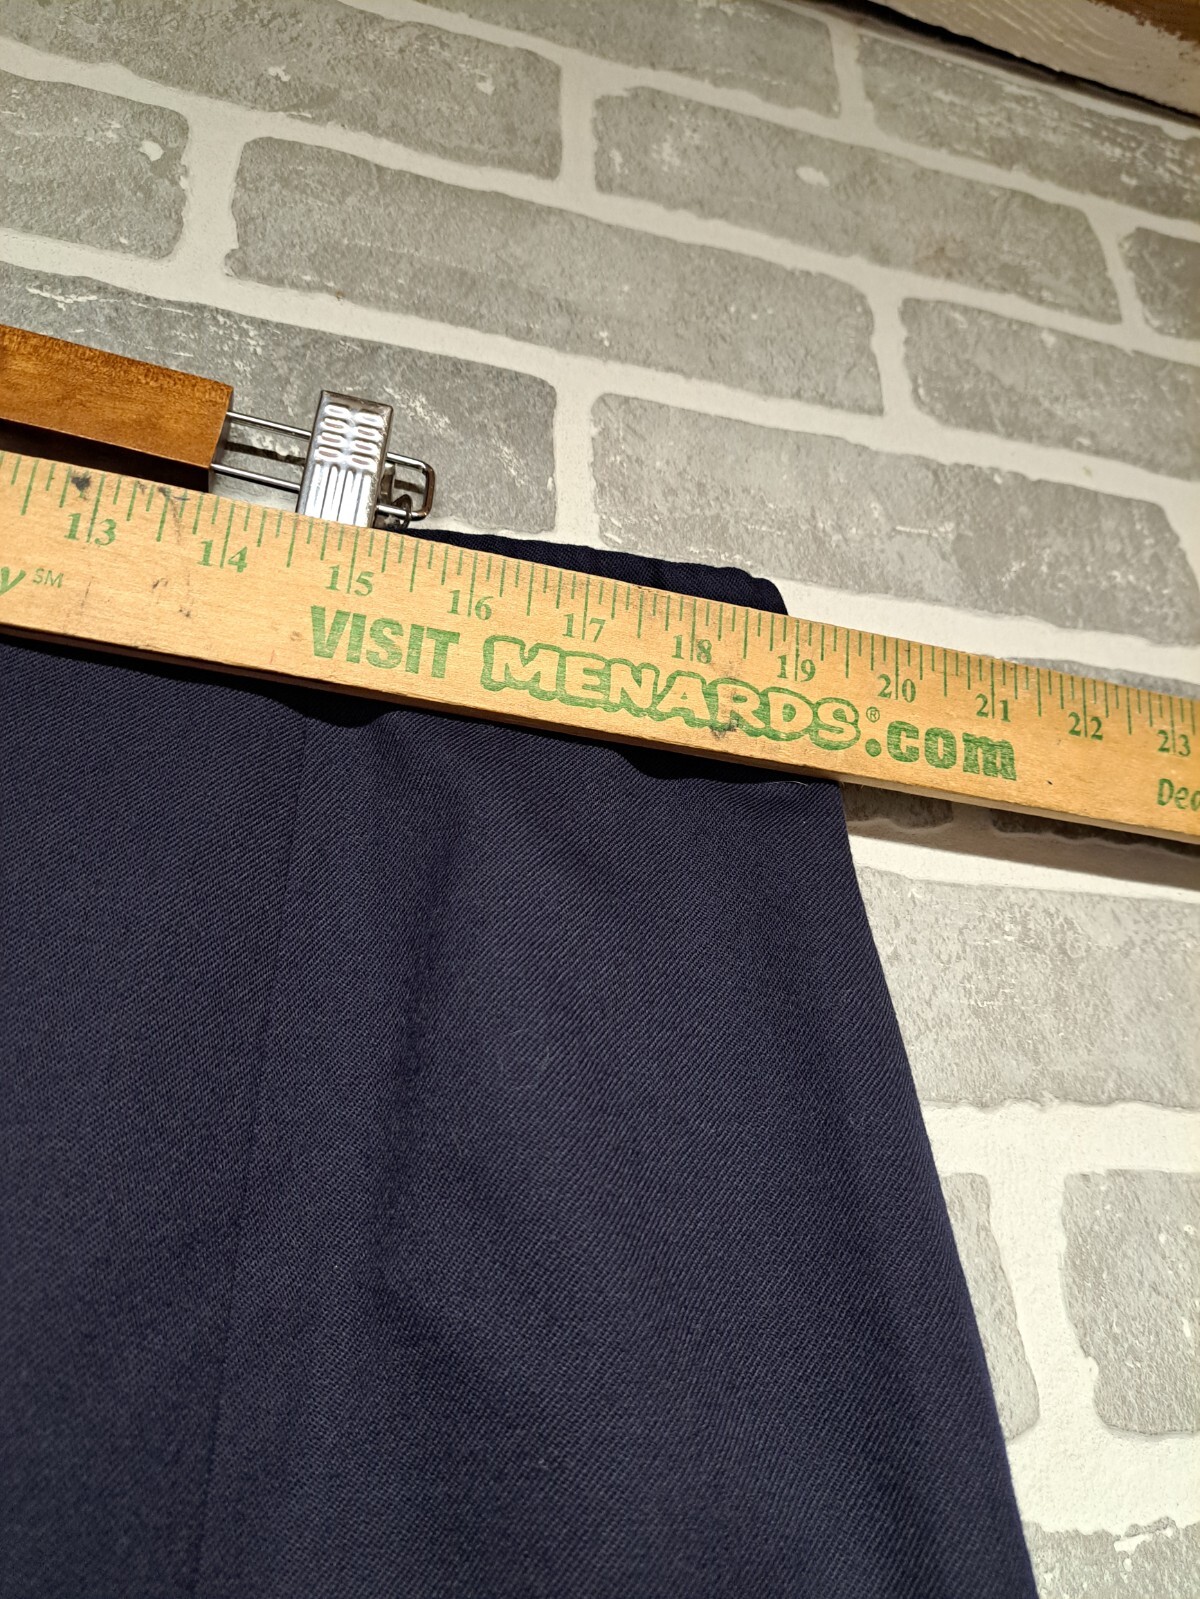 13 14 15 16 17 18 19 20 21 22 23
y SM
VISIT MENARDS®.com